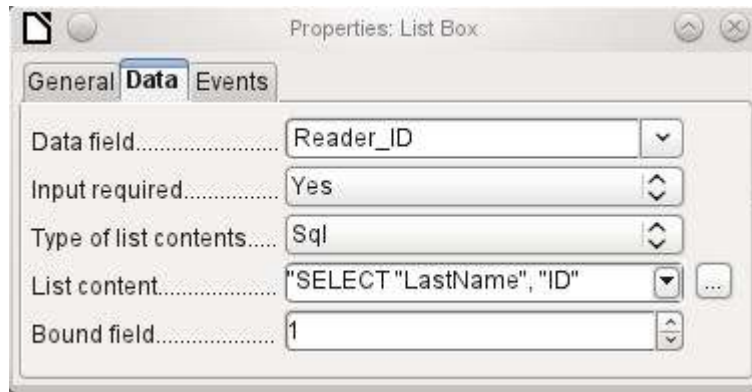 Properties: List Box
General Data Events
Data field...................... Reader_ID
Input required................ Yes
Type of list contents..... Sql
List content.................... "SELECT "LastName", "ID" ...
Bound field.................... 1